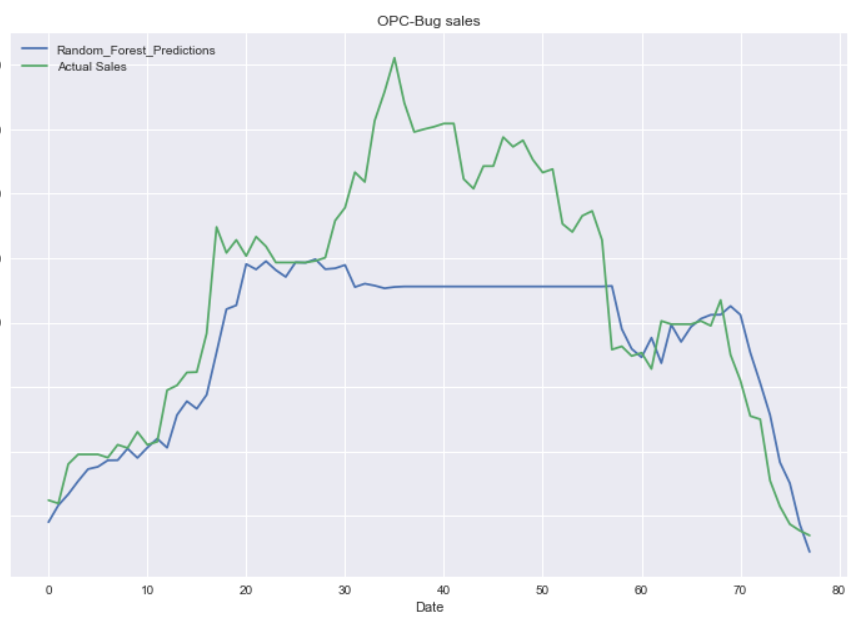 OPC-Bug sales
Random_Forest_Predictions
Actual Sales
0 10 20 30 40 50 60 70 80
Date